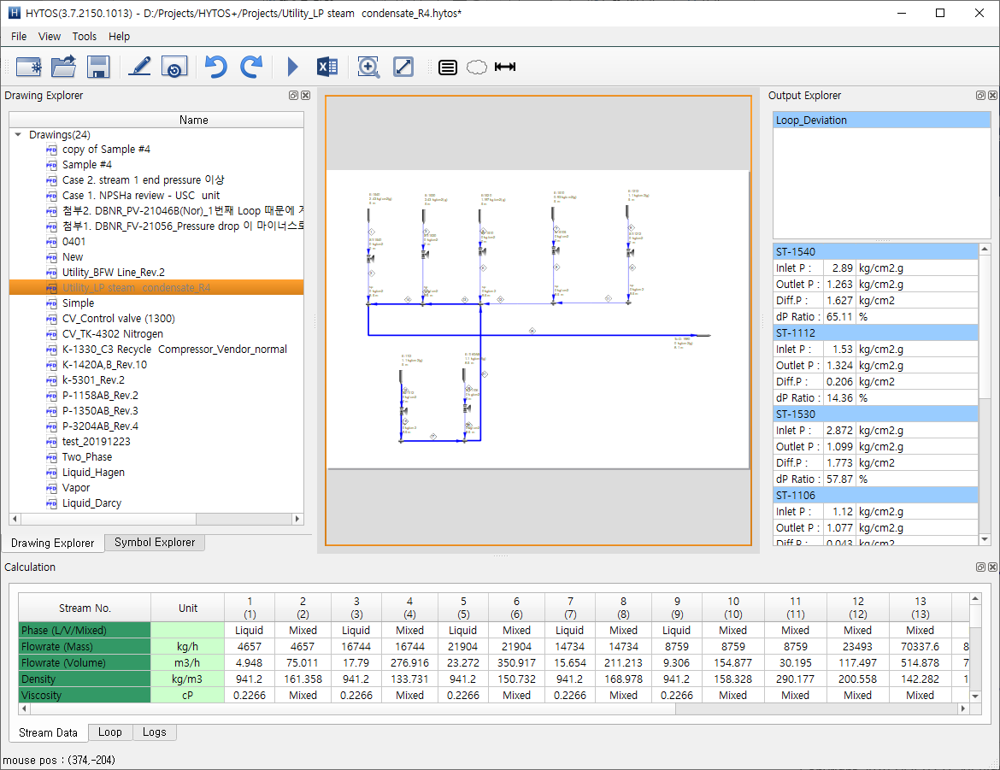 HYTOS(3.7.2150.1013) - D:/Projects/HYTOS+/Projects/Utility_LP steam condensate_R4.hytos*
File View Tools Help
Drawing Explorer
Name
Drawings(24)
copy of Sample #4
Sample #4
Case 2. stream 1 end pressure 이상
Case 1. NPSHa review - USC unit
첨부2. DBNR_PV-21046B(Nor)_1번째 Loop 때문에
첨부1. DBNR_FV-21056_Pressure drop 이 마이너스로
0401
New
Utility_BFW Line_Rev.2
Utility_LP steam condensate_R4
Simple
CV_Control valve (1300)
CV_TK-4302 Nitrogen
K-1330_C3 Recycle Compressor_Vendor_normal
K-1420A,B_Rev.10
k-5301_Rev.2
P-1158AB_Rev.2
P-1350AB_Rev.3
P-3204AB_Rev.4
test_20191223
Two_Phase
Liquid_Hagen
Vapor
Liquid_Darcy
Drawing Explorer Symbol Explorer
Output Explorer
Loop_Deviation
ST-1540
Inlet P : 2.89 kg/cm2.g
Outlet P : 1.263 kg/cm2.g
Diff.P : 1.627 kg/cm2
dP Ratio : 65.11 %
ST-1112
Inlet P : 1.53 kg/cm2.g
Outlet P : 1.324 kg/cm2.g
Diff.P : 0.206 kg/cm2
dP Ratio : 14.36 %
ST-1530
Inlet P : 2.872 kg/cm2.g
Outlet P : 1.099 kg/cm2.g
Diff.P : 1.773 kg/cm2
dP Ratio : 57.87 %
ST-1106
Inlet P : 1.12 kg/cm2.g
Outlet P : 1.077 kg/cm2.g
Diff.P : 0.043 kg/cm2
Calculation
Stream No. Unit 1 2 3 4 5 6 7 8 9 10 11 12 13
(1) (2) (3) (4) (5) (6) (7) (8) (9) (10) (11) (12) (13)
Phase (L/V/Mixed) Liquid Mixed Liquid Mixed Liquid Mixed Liquid Mixed Liquid Mixed Mixed Mixed Mixed
Flowrate (Mass) kg/h 4657 4657 16744 16744 21904 21904 14734 14734 8759 8759 8759 23493 70337.6 8
Flowrate (Volume) m3/h 4.948 75.011 17.79 276.916 23.272 350.917 15.654 211.213 9.306 154.877 30.195 117.497 514.878 7
Density kg/m3 941.2 161.358 941.2 133.731 941.2 150.732 941.2 168.978 941.2 158.328 290.177 200.558 142.282 1
Viscosity cP 0.2266 Mixed 0.2266 Mixed 0.2266 Mixed 0.2266 Mixed 0.2266 Mixed Mixed Mixed Mixed
Stream Data Loop Logs
mouse pos : (374,-204)